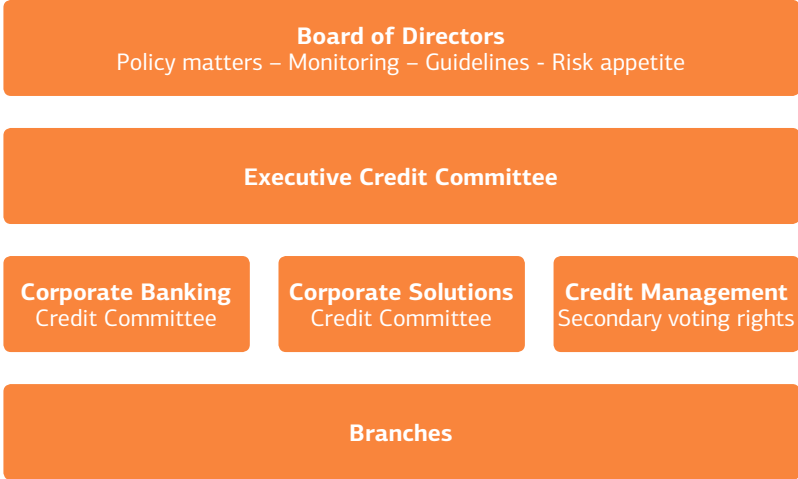 Board of Directors
Policy matters – Monitoring – Guidelines - Risk appetite
Executive Credit Committee
Corporate Banking
Credit Committee
Corporate Solutions
Credit Committee
Credit Management
Secondary voting rights
Branches